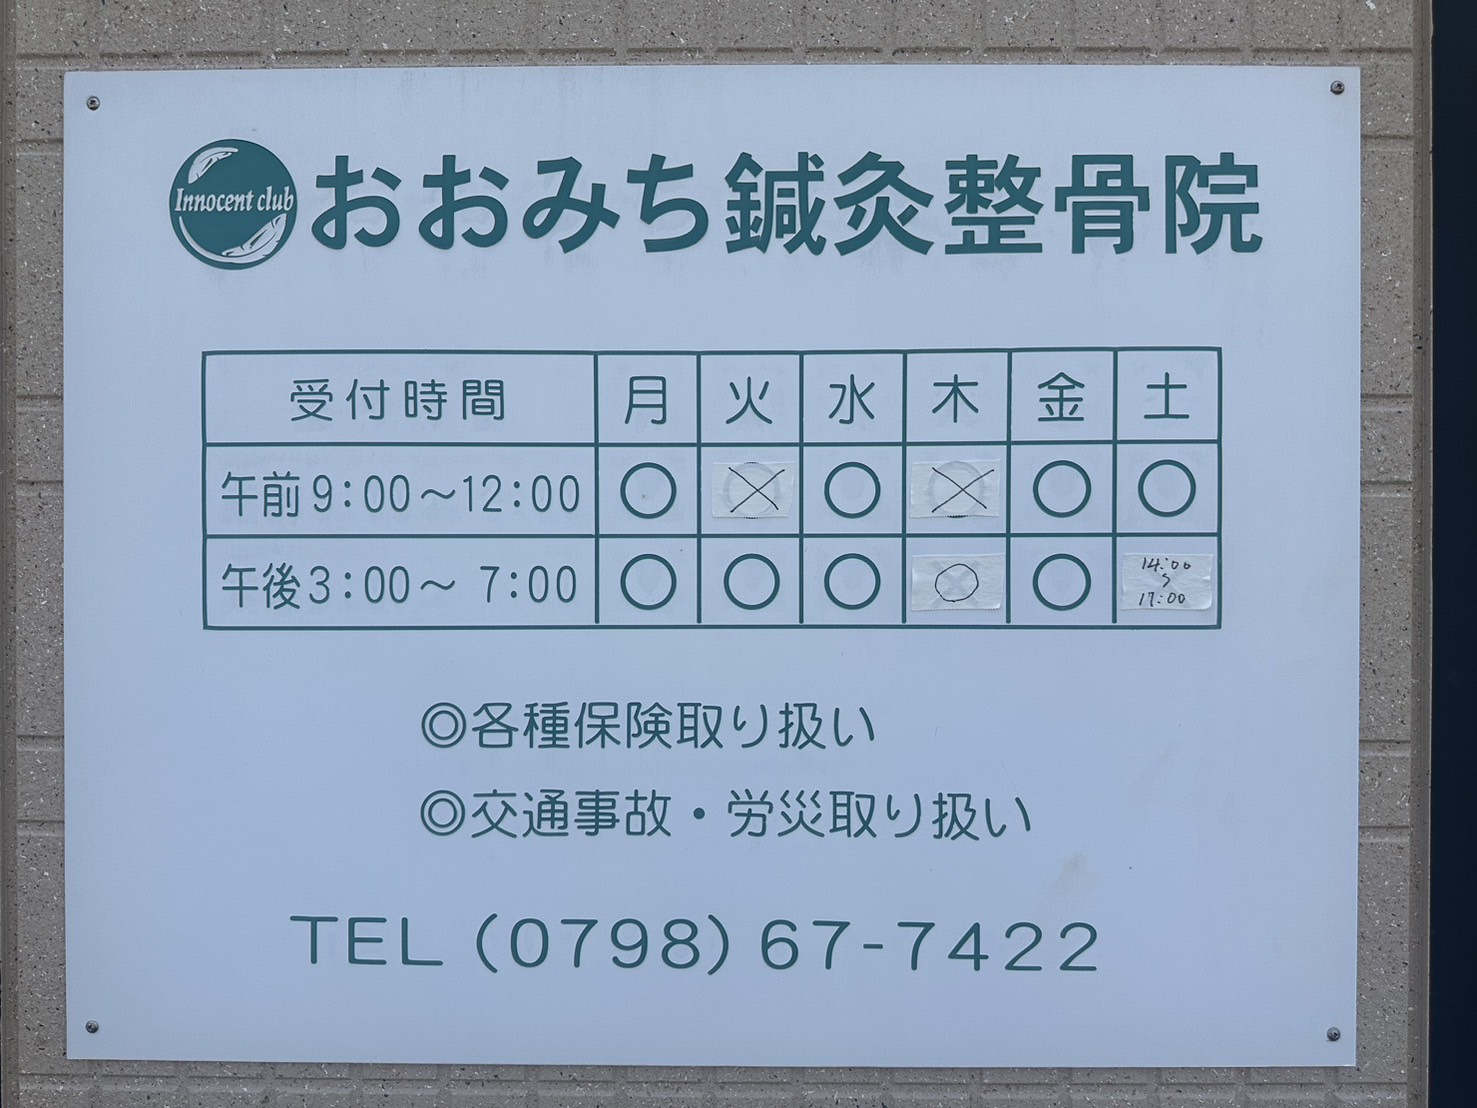 Innocent club
おおみち鍼灸整骨院
受付時間 月 火 水 木 金 土
午前9:00～12:00 ○ × ○ × ○ ○
午後3:00～7:00 ○ ○ ○ ○ ○ 14:00～17:00
◎各種保険取り扱い
◎交通事故・労災取り扱い
TEL (0798) 67-7422